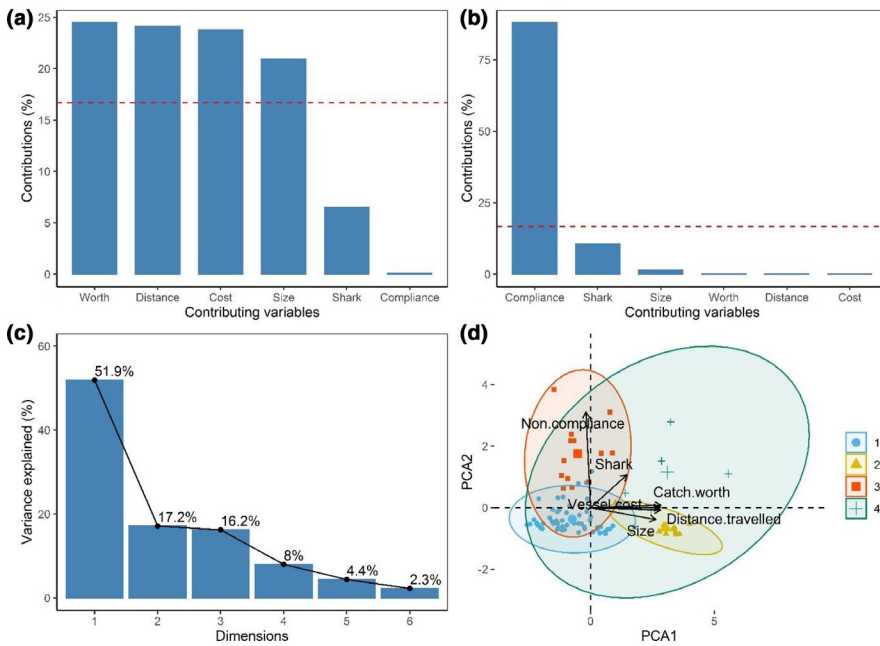 (a)
25
20
15
10
5
0
Contributions (%)
Worth Distance Cost Size Shark Compliance
Contributing variables
(b)
75
50
25
0
Contributions (%)
Compliance Shark Size Worth Distance Cost
Contributing variables
(c)
60
40
20
0
Variance explained (%)
51.9%
17.2%
16.2%
8%
4.4%
2.3%
1 2 3 4 5 6
Dimensions
(d)
4
2
0
-2
PCA2
Non.compliance
Shark
Catch.worth
Vessel.cost
Distance.travelled
Size
0 5
PCA1
1
2
3
4